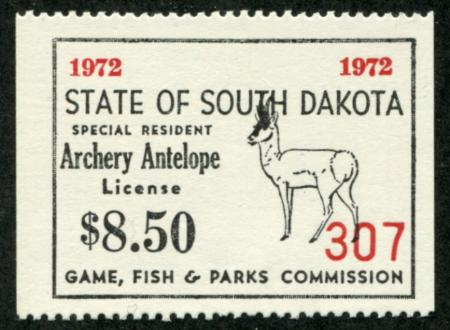 1972 1972
STATE OF SOUTH DAKOTA
SPECIAL RESIDENT
Archery Antelope
License
$8.50
307
GAME, FISH & PARKS COMMISSION